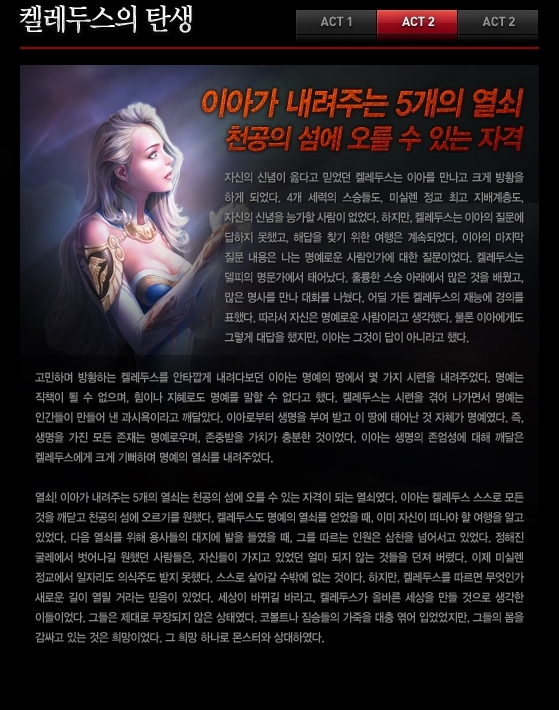 켈레두스의 탄생
ACT 1
ACT 2
ACT 2
이아가 내려주는 5개의 열쇠
천공의 섬에 오를 수 있는 자격
자신의 신념이 옳다고 믿었던 켈레두스는 이아를 만나고 크게 방황을
하게 되었다. 4개 세력의 스승들도, 미실렌 정교 최고 지배계층도,
자신의 신념을 능가할 사람이 없었다. 하지만, 켈레두스는 이아의 질문에
답하지 못했고, 해답을 찾기 위한 여행은 계속되었다. 이아의 마지막
질문 내용은 나는 명예로운 사람인가에 대한 질문이었다. 켈레두스는
델피의 명문가에서 태어났다. 훌륭한 스승 아래에서 많은 것을 배웠고,
많은 명사를 만나 대화를 나눴다. 어딜 가든 켈레두스의 재능에 경의를
표했다. 따라서 자신은 명예로운 사람이라고 생각했다. 물론 이아에게도
그렇게 대답을 했지만, 이아는 그것이 답이 아니라고 했다.
고민하며 방황하는 켈레두스를 안타깝게 내려다보던 이아는 명예의 땅에서 몇 가지 시련을 내려주었다. 명예는
직책이 될 수 없으며, 힘이나 지혜로도 명예를 말할 수 없다고 했다. 켈레두스는 시련을 겪어 나가면서 명예는
인간들이 만들어 낸 과시욕이라고 깨달았다. 이아로부터 생명을 부여 받고 이 땅에 태어난 것 자체가 명예였다. 즉,
생명을 가진 모든 존재는 명예로우며, 존중받을 가치가 충분한 것이었다. 이아는 생명의 존엄성에 대해 깨달은
켈레두스에게 크게 기뻐하며 명예의 열쇠를 내려주었다.
열쇠! 이아가 내려주는 5개의 열쇠는 천공의 섬에 오를 수 있는 자격이 되는 열쇠였다. 이아는 켈레두스 스스로 모든
것을 깨닫고 천공의 섬에 오르기를 원했다. 켈레두스도 명예의 열쇠를 얻었을 때, 이미 자신이 떠나야 할 여행을 알고
있었다. 다음 열쇠를 위해 용사들의 대지에 발을 들였을 때, 그를 따르는 인원은 삼천을 넘어서고 있었다. 정해진
굴레에서 벗어나길 원했던 사람들은, 자신들이 가지고 있었던 얼마 되지 않는 것들을 던져 버렸다. 이제 미실렌
정교에서 일자리도 의식주도 받지 못했다. 스스로 살아갈 수밖에 없는 것이다. 하지만, 켈레두스를 따르면 무엇인가
새로운 길이 열릴 거라는 믿음이 있었다. 세상이 바뀌길 바라고, 켈레두스가 올바른 세상을 만들 것으로 생각한
이들이었다. 그들은 제대로 무장되지 않은 상태였다. 코볼트나 짐승들의 가죽을 대충 엮어 입었었지만, 그들의 몸을
감싸고 있는 것은 희망이었다. 그 희망 하나로 몬스터와 상대하였다.